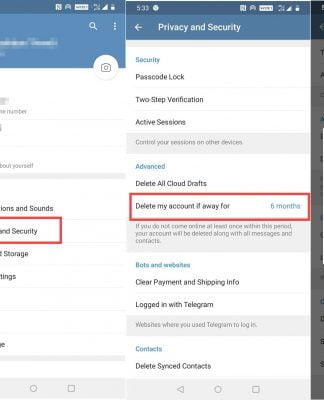 ne number
bout yourself
ions and Sounds
and Security
d Storage
ttings
ge
5:33
Privacy and Security
Security
Passcode Lock
Two-Step Verification
Active Sessions
Control your sessions on other devices.
Advanced
Delete All Cloud Drafts
Delete my account if away for 6 months
If you do not come online at least once within this period,
your account will be deleted along with all messages and
contacts.
Bots and websites
Clear Payment and Shipping Info
Logged in with Telegram
Websites where you used Telegram to log in.
Contacts
Delete Synced Contacts